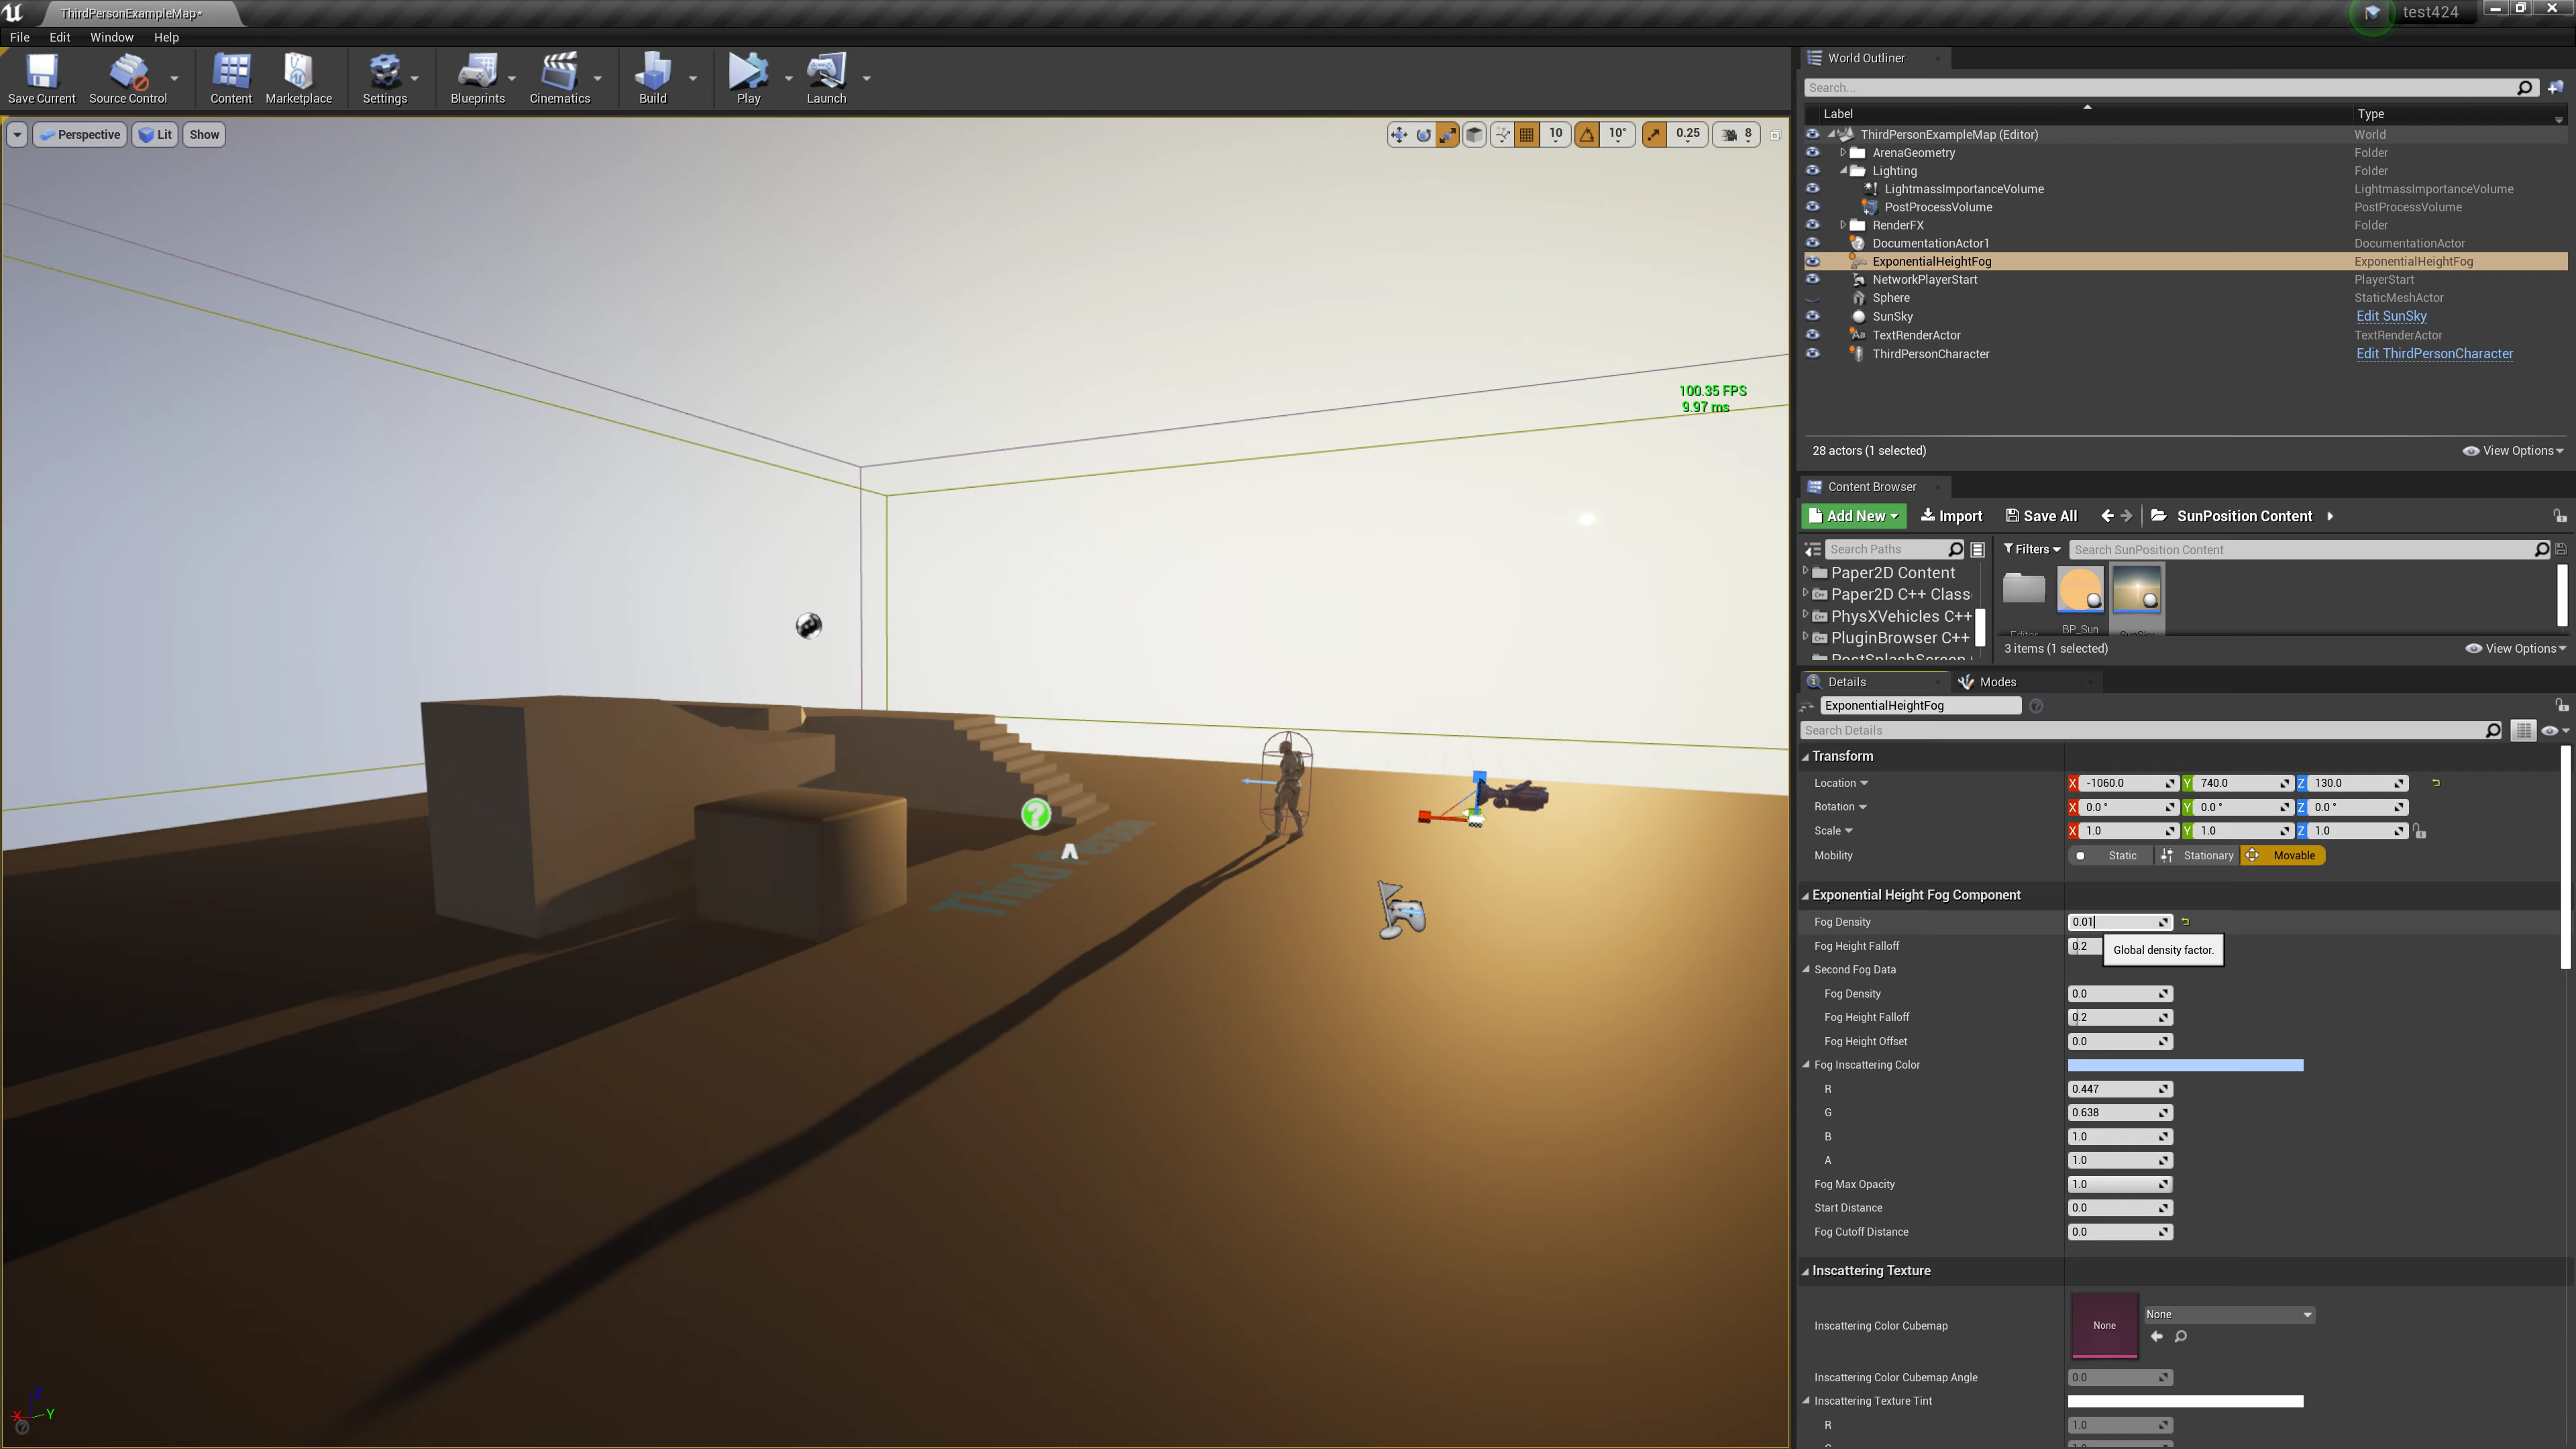 ThirdPersonExampleMap*
test424
File Edit Window Help
Save Current
Source Control
Content
Marketplace
Settings
Blueprints
Cinematics
Build
Play
Launch
Perspective
Lit
Show
10
10°
0.25
8
100.35 FPS
9.97 ms
X Y Z
World Outliner
Search...
Label Type
ThirdPersonExampleMap (Editor) World
ArenaGeometry Folder
Lighting Folder
LightmassImportanceVolume LightmassImportanceVolume
PostProcessVolume PostProcessVolume
RenderFX Folder
DocumentationActor1 DocumentationActor
ExponentialHeightFog ExponentialHeightFog
NetworkPlayerStart PlayerStart
Sphere StaticMeshActor
SunSky Edit SunSky
TextRenderActor TextRenderActor
ThirdPersonCharacter Edit ThirdPersonCharacter
28 actors (1 selected) View Options
Content Browser
Add New Import Save All SunPosition Content
Search Paths
Filters
Search SunPosition Content
Paper2D Content
Paper2D C++ Class
PhysXVehicles C++
PluginBrowser C++
PostSplashScreen
BP_Sun
3 items (1 selected) View Options
Details
Modes
ExponentialHeightFog
Search Details
Transform
Location X -1060.0 Y 740.0 Z 130.0
Rotation X 0.0° Y 0.0° Z 0.0°
Scale X 1.0 Y 1.0 Z 1.0
Mobility Static Stationary Movable
Exponential Height Fog Component
Fog Density 0.01
Fog Height Falloff 0.2
Global density factor.
Second Fog Data
Fog Density 0.0
Fog Height Falloff 0.2
Fog Height Offset 0.0
Fog Inscattering Color
R 0.447
G 0.638
B 1.0
A 1.0
Fog Max Opacity 1.0
Start Distance 0.0
Fog Cutoff Distance 0.0
Inscattering Texture
Inscattering Color Cubemap None None
Inscattering Color Cubemap Angle 0.0
Inscattering Texture Tint
R 1.0